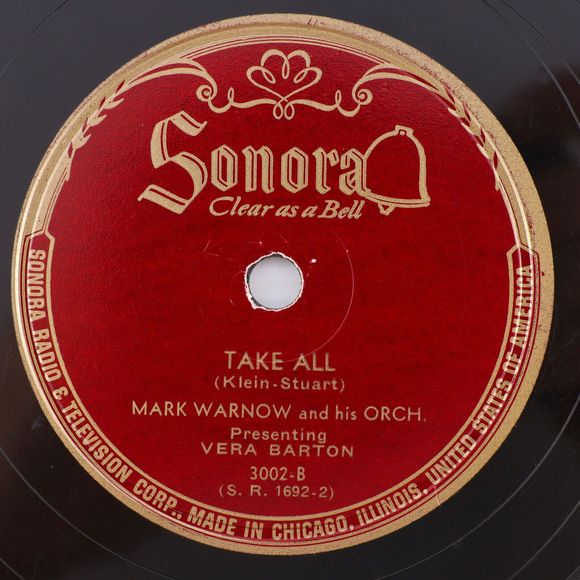 Sonora
Clear as a Bell
TAKE ALL
(Klein-Stuart)
MARK WARNOW and his ORCH.
Presenting
VERA BARTON
3002-B
(S. R. 1692-2)
SONORA RADIO & TELEVISION CORP., MADE IN CHICAGO, ILLINOIS, UNITED STATES OF AMERICA